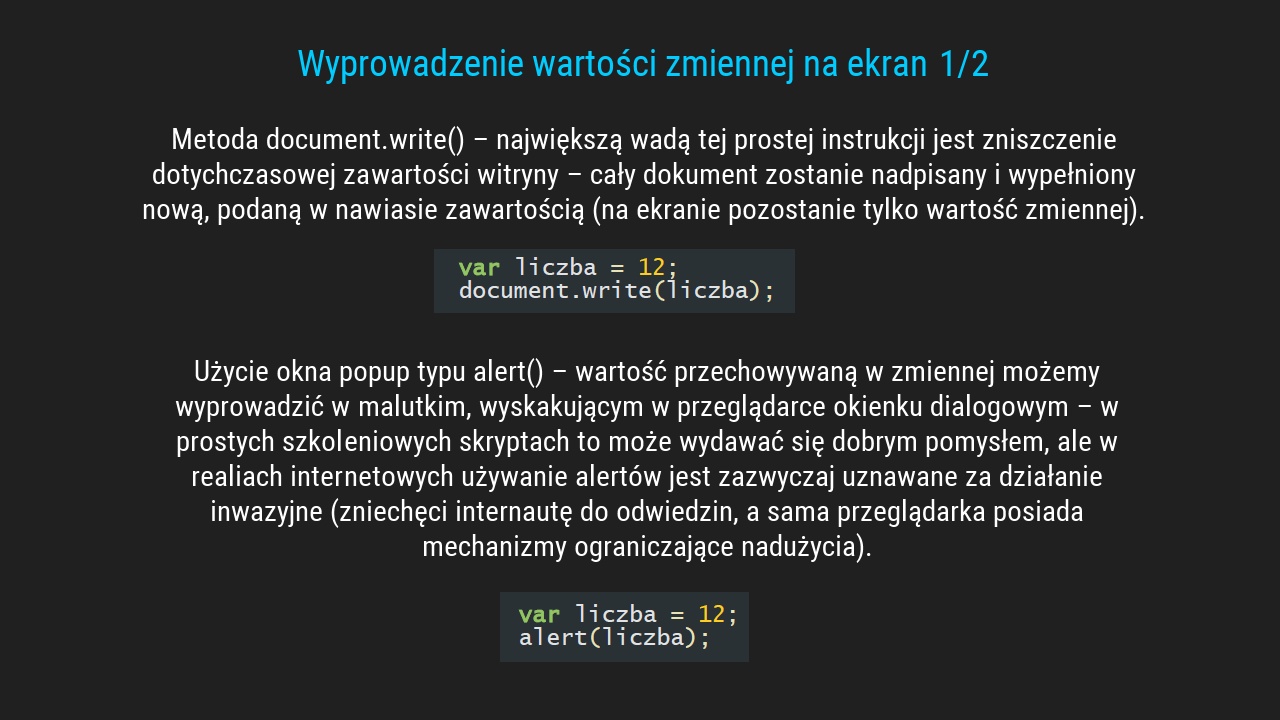 Wyprowadzenie wartości zmiennej na ekran 1/2
Metoda document.write() – największą wadą tej prostej instrukcji jest zniszczenie
dotychczasowej zawartości witryny – cały dokument zostanie nadpisany i wypełniony
nową, podaną w nawiasie zawartością (na ekranie pozostanie tylko wartość zmiennej).
var liczba = 12;
document.write(liczba);
Użycie okna popup typu alert() – wartość przechowywaną w zmiennej możemy
wyprowadzić w malutkim, wyskakującym w przeglądarce okienku dialogowym – w
prostych szkoleniowych skryptach to może wydawać się dobrym pomysłem, ale w
realiach internetowych używanie alertów jest zazwyczaj uznawane za działanie
inwazyjne (zniechęci internautę do odwiedzin, a sama przeglądarka posiada
mechanizmy ograniczające nadużycia).
var liczba = 12;
alert(liczba);